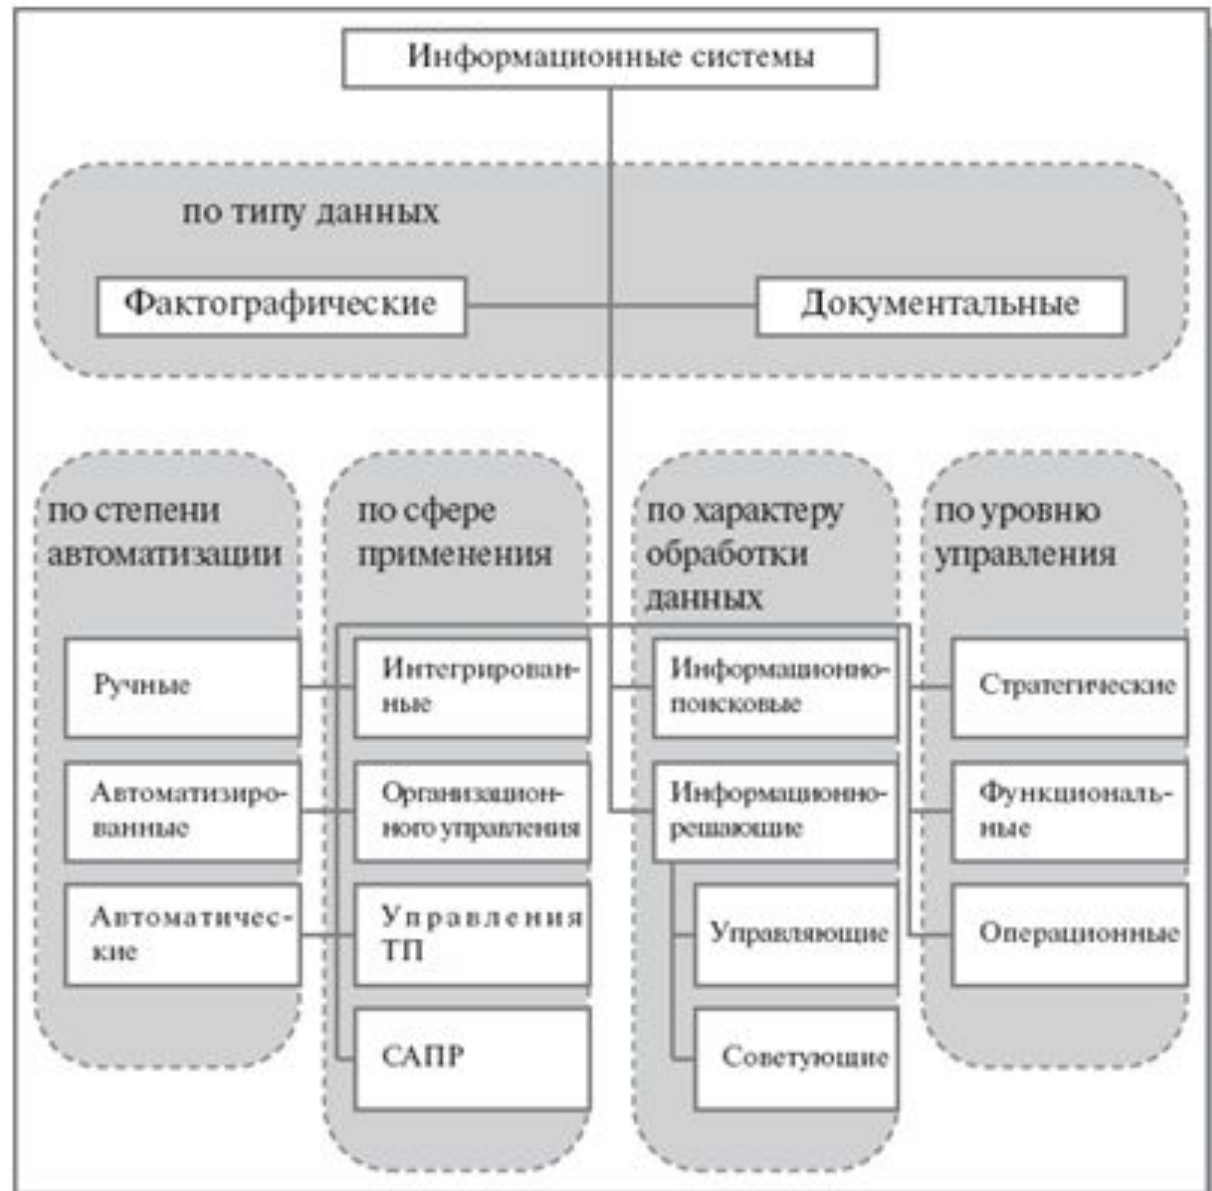 Информационные системы
по типу данных
Фактографические
Документальные
по степени
автоматизации
Ручные
Автоматизиро-
ванные
Автоматичес-
кие
по сфере
применения
Интегрирован-
ные
Организацион-
ного управления
Управления
ТП
САПР
по характеру
обработки
данных
Информационно-
поисковые
Информационно-
решающие
Управляющие
Советующие
по уровню
управления
Стратегические
Функциональ-
ные
Операционные